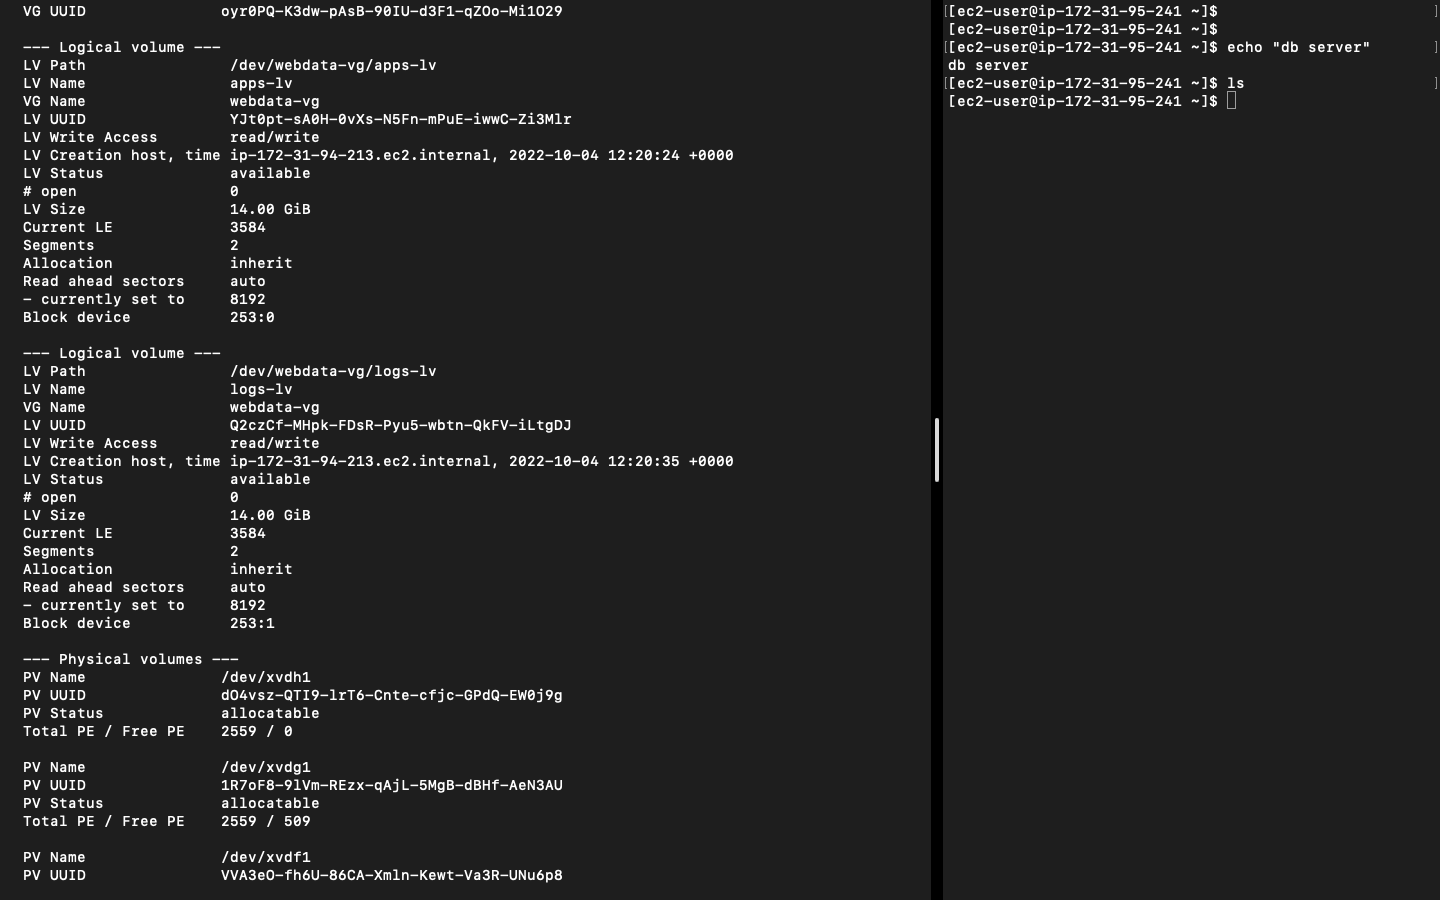 VG UUID               oyr0PQ-K3dw-pAsB-90IU-d3F1-qZOo-Mi1O29
--- Logical volume ---
LV Path                /dev/webdata-vg/apps-lv
LV Name                apps-lv
VG Name                webdata-vg
LV UUID                YJt0pt-sA0H-0vXs-N5Fn-mPuE-iwwC-Zi3Mlr
LV Write Access        read/write
LV Creation host, time ip-172-31-94-213.ec2.internal, 2022-10-04 12:20:24 +0000
LV Status              available
# open                 0
LV Size                14.00 GiB
Current LE             3584
Segments               2
Allocation             inherit
Read ahead sectors     auto
- currently set to     8192
Block device           253:0
--- Logical volume ---
LV Path                /dev/webdata-vg/logs-lv
LV Name                logs-lv
VG Name                webdata-vg
LV UUID                Q2czCf-MHpk-FDsR-Pyu5-wbtn-QkFV-iLtgDJ
LV Write Access        read/write
LV Creation host, time ip-172-31-94-213.ec2.internal, 2022-10-04 12:20:35 +0000
LV Status              available
# open                 0
LV Size                14.00 GiB
Current LE             3584
Segments               2
Allocation             inherit
Read ahead sectors     auto
- currently set to     8192
Block device           253:1
--- Physical volumes ---
PV Name               /dev/xvdh1
PV UUID               dO4vsz-QTI9-lrT6-Cnte-cfjc-GPdQ-EW0j9g
PV Status             allocatable
Total PE / Free PE    2559 / 0
PV Name               /dev/xvdg1
PV UUID               1R7oF8-9lVm-REzx-qAjL-5MgB-dBHf-AeN3AU
PV Status             allocatable
Total PE / Free PE    2559 / 509
PV Name               /dev/xvdf1
PV UUID               VVA3eO-fh6U-86CA-Xmln-Kewt-Va3R-UNu6p8
[ec2-user@ip-172-31-95-241 ~]$
[ec2-user@ip-172-31-95-241 ~]$
[ec2-user@ip-172-31-95-241 ~]$ echo "db server"
db server
[ec2-user@ip-172-31-95-241 ~]$ ls
[ec2-user@ip-172-31-95-241 ~]$